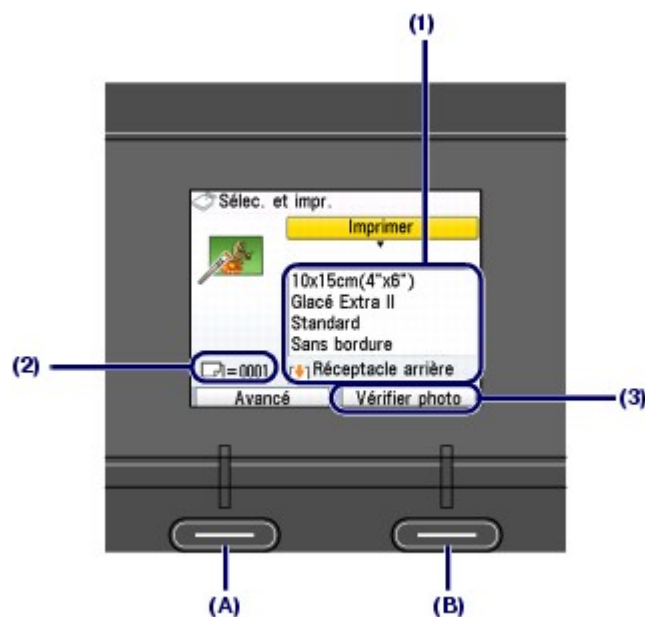 (1)
Sélec. et impr.
Imprimer
10x15cm(4"x6")
Glacé Extra II
Standard
Sans bordure
(2)
=0001
Réceptacle arrière
Avancé
Vérifier photo
(3)
(A)
(B)